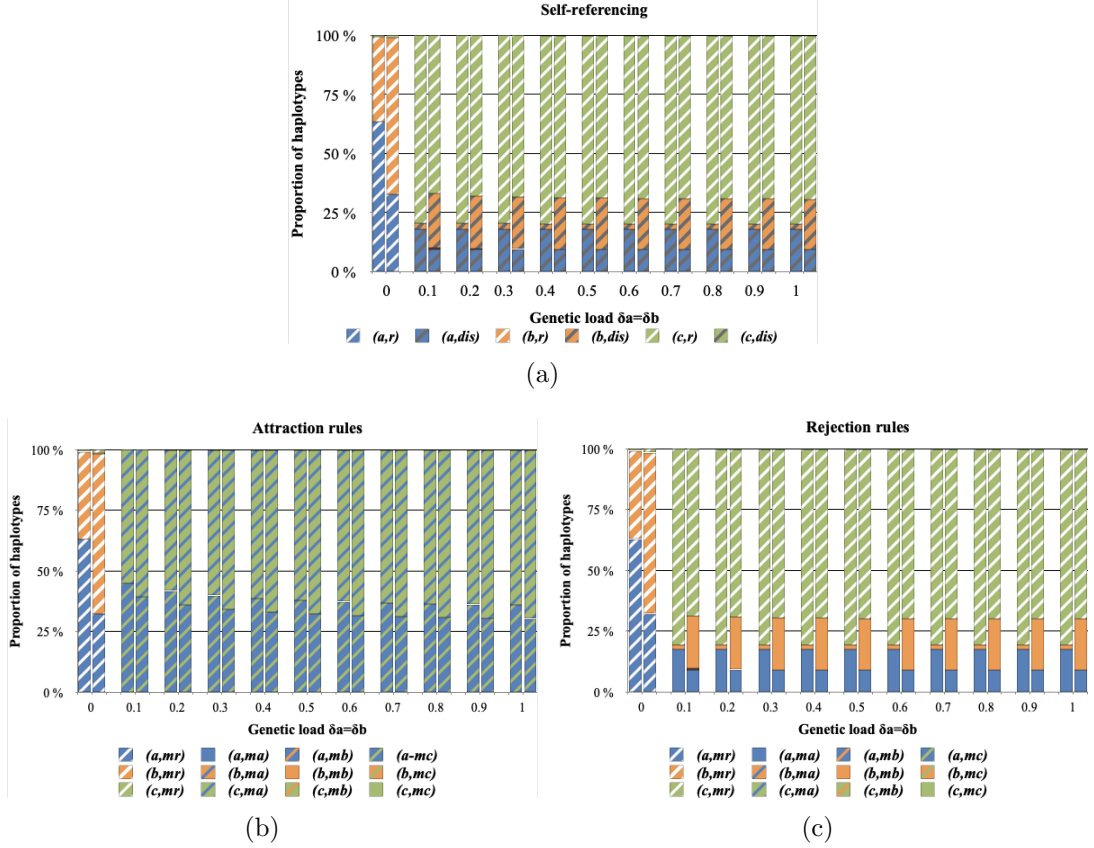 Self-referencing
100 %
75 %
50 %
25 %
0 %
Proportion of haplotypes
0 0.1 0.2 0.3 0.4 0.5 0.6 0.7 0.8 0.9 1
Genetic load δa=δb
(a,r) (a,dis) (b,r) (b,dis) (c,r) (c,dis)
(a)
Attraction rules
100 %
75 %
50 %
25 %
0 %
Proportion of haplotypes
0 0.1 0.2 0.3 0.4 0.5 0.6 0.7 0.8 0.9 1
Genetic load δa=δb
(a,mr) (a,ma) (a,mb) (a-mc)
(b,mr) (b,ma) (b,mb) (b,mc)
(c,mr) (c,ma) (c,mb) (c,mc)
(b)
Rejection rules
100 %
75 %
50 %
25 %
0 %
Proportion of haplotypes
0 0.1 0.2 0.3 0.4 0.5 0.6 0.7 0.8 0.9 1
Genetic load δa=δb
(a,mr) (a,ma) (a,mb) (a,mc)
(b,mr) (b,ma) (b,mb) (b,mc)
(c,mr) (c,ma) (c,mb) (c,mc)
(c)